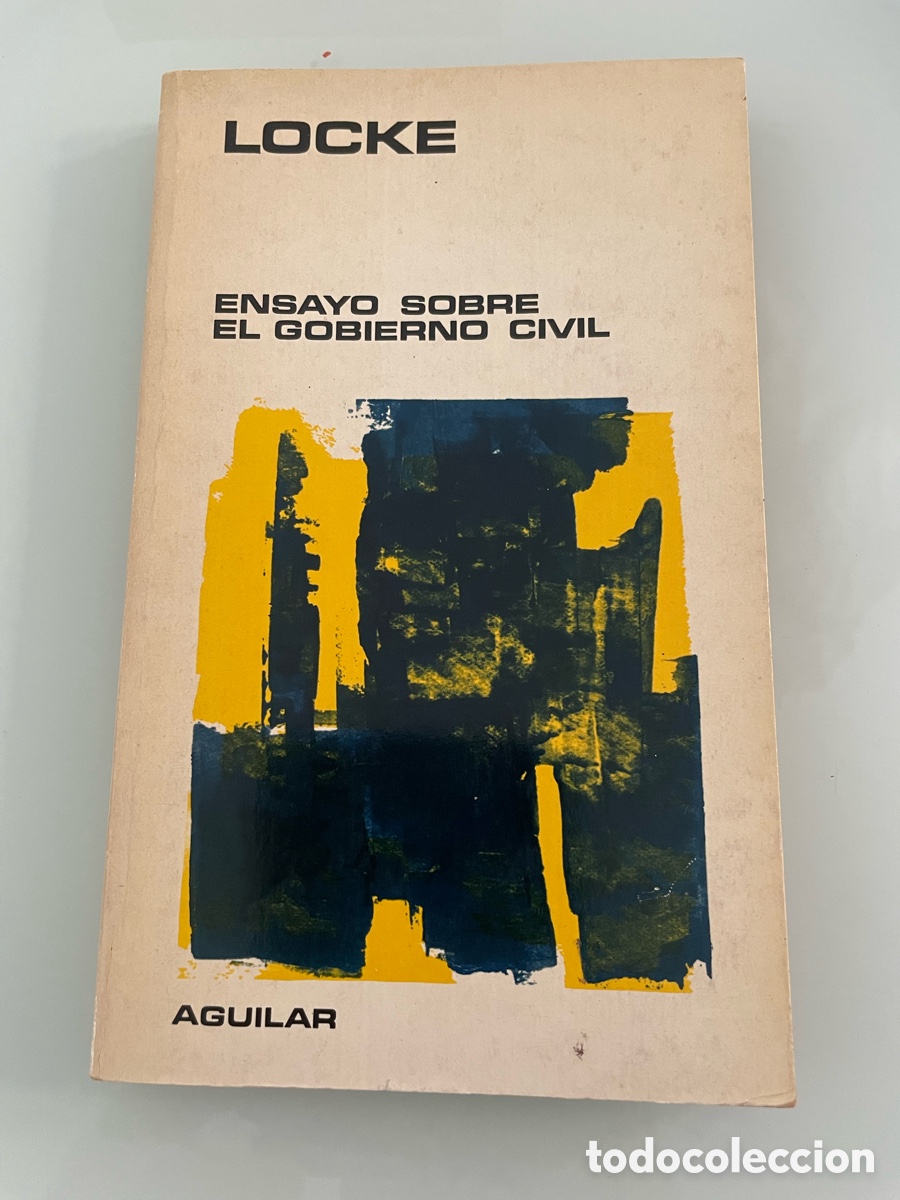 LOCKE
ENSAYO SOBRE
EL GOBIERNO CIVIL
AGUILAR
todocoleccion